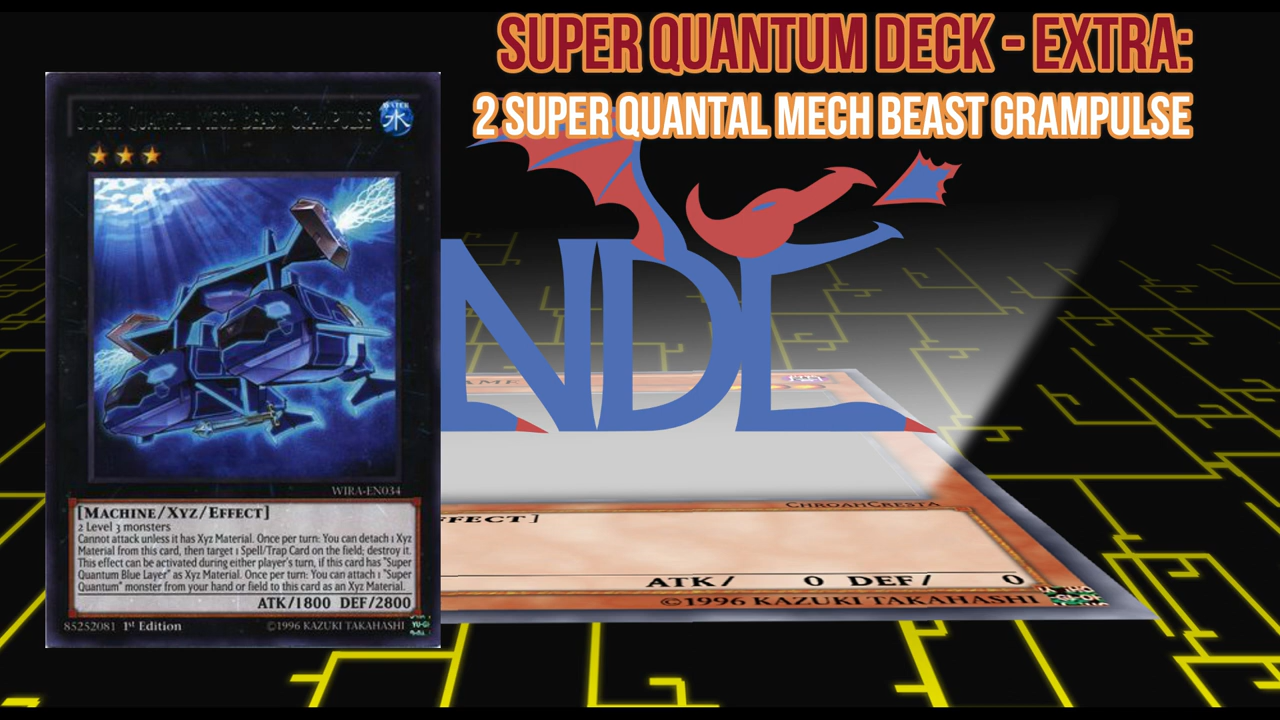 SUPER QUANTUM DECK - EXTRA:
2 SUPER QUANTAL MECH BEAST GRAMPULSE
SUPER QUANTAL MECH BEAST GRAMPULSE
WATER
水
NDL
AME
WIRA-EN034
[MACHINE/XYZ/EFFECT]
2 Level 3 monsters
Cannot attack unless it has Xyz Material. Once per turn: You can detach 1 Xyz
Material from this card, then target 1 Spell/Trap Card on the field; destroy it.
This effect can be activated during either player's turn, if this card has "Super
Quantum Blue Layer" as Xyz Material. Once per turn: You can attach 1 "Super
Quantum" monster from your hand or field to this card as an Xyz Material.
ATK/1800 DEF/2800
85252081 1st Edition ©1996 KAZUKI TAKAHASHI
CHROAHCRESTA
FFECT]
ATK/ 0 DEF/ 0
©1996 KAZUKI TAKAHASHI